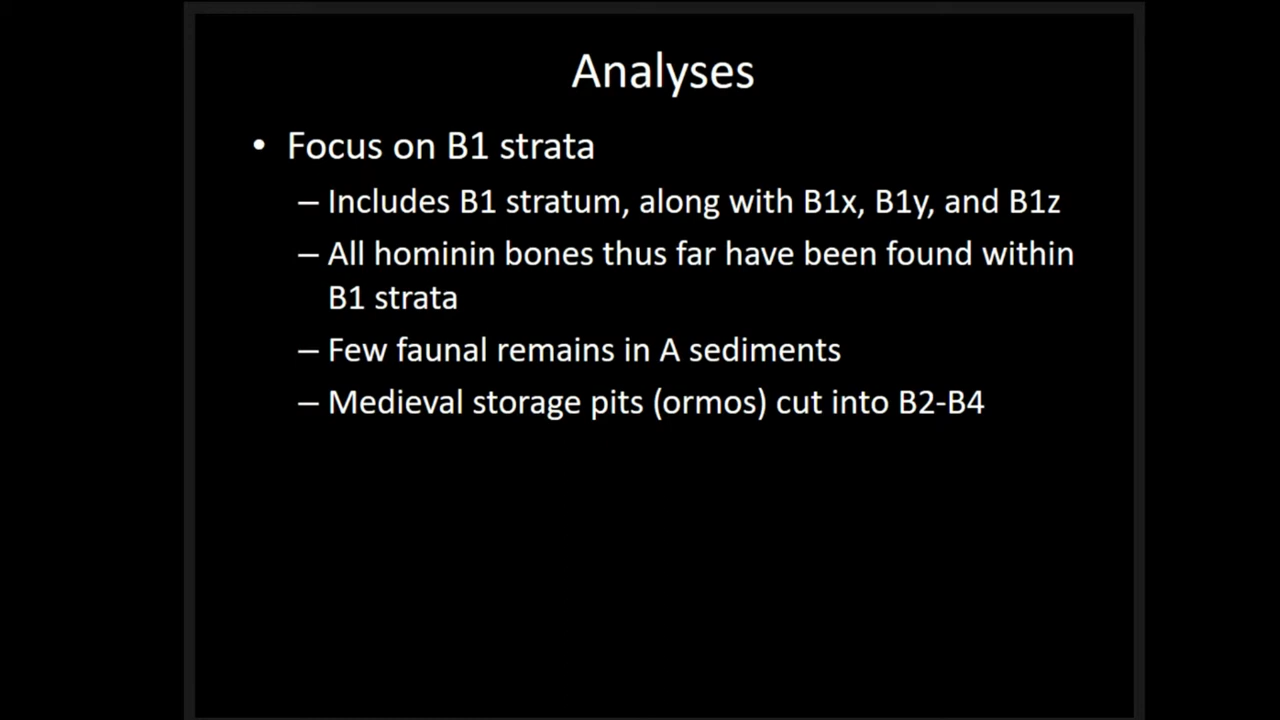 Analyses
• Focus on B1 strata
– Includes B1 stratum, along with B1x, B1y, and B1z
– All hominin bones thus far have been found within
B1 strata
– Few faunal remains in A sediments
– Medieval storage pits (ormos) cut into B2-B4